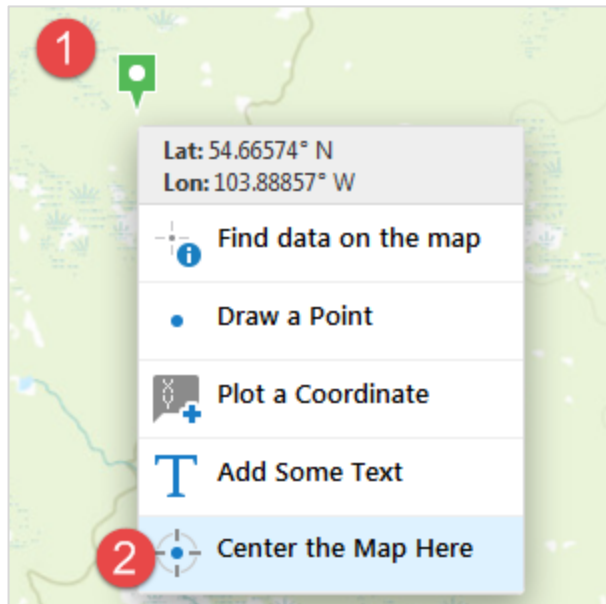 1
Lat: 54.66574° N
Lon: 103.88857° W
Find data on the map
Draw a Point
X
Y
Plot a Coordinate
T
Add Some Text
2
Center the Map Here